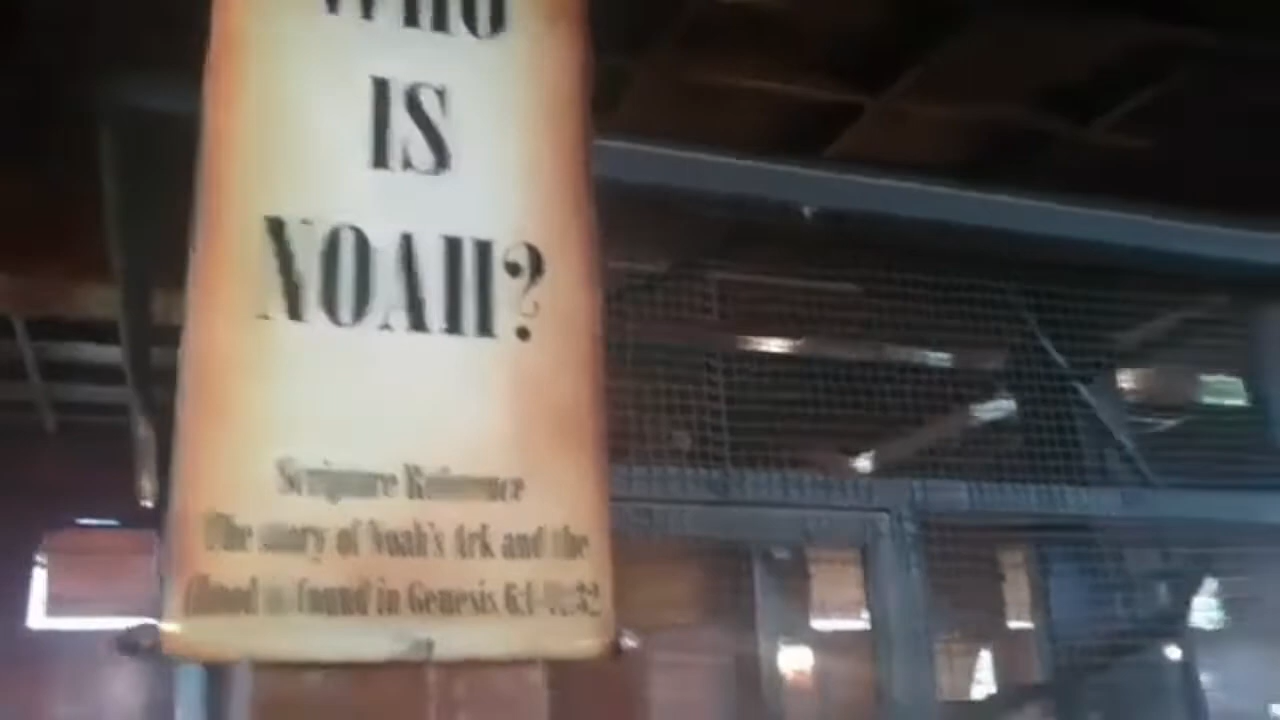 WHO
IS
NOAH?
Scripture Reference
The story of Noah's Ark and the
flood is found in Genesis 6:1-11:32